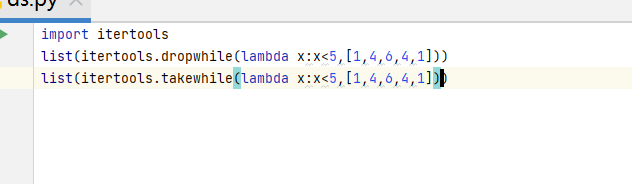 ds.py
import itertools
list(itertools.dropwhile(lambda x:x<5,[1,4,6,4,1]))
list(itertools.takewhile(lambda x:x<5,[1,4,6,4,1]))